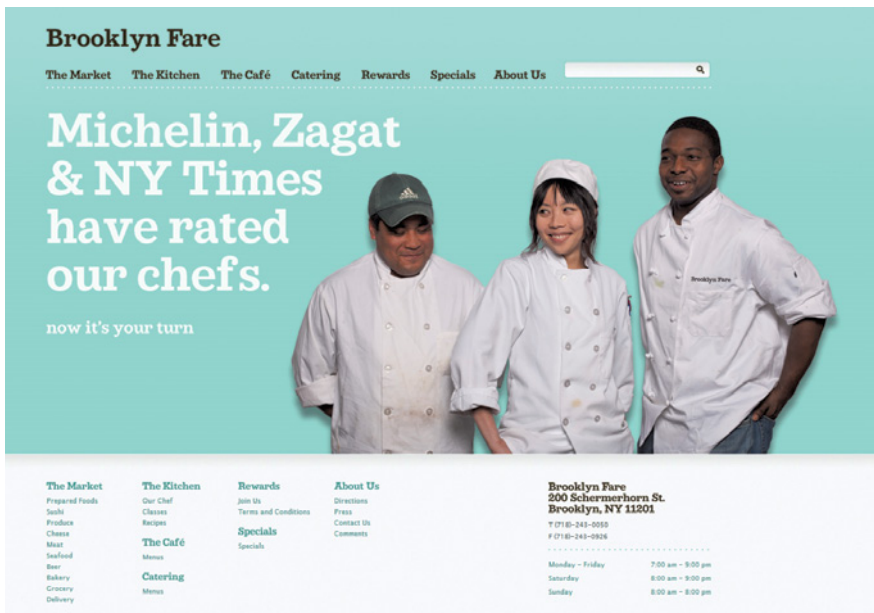 Brooklyn Fare
The Market The Kitchen The Café Catering Rewards Specials About Us
Michelin, Zagat
& NY Times
have rated
our chefs.
now it's your turn
Brooklyn Fare
The Market
Prepared Foods
Sushi
Produce
Cheese
Meat
Seafood
Beer
Bakery
Grocery
Delivery
The Kitchen
Our Chef
Classes
Recipes
The Café
Menus
Catering
Menus
Rewards
Join Us
Terms and Conditions
Specials
Specials
About Us
Directions
Press
Contact Us
Comments
Brooklyn Fare
200 Schermerhorn St.
Brooklyn, NY 11201
T (718)-243-0050
F (718)-243-0926
Monday - Friday 7:00 am - 9:00 pm
Saturday 8:00 am - 9:00 pm
Sunday 8:00 am - 8:00 pm